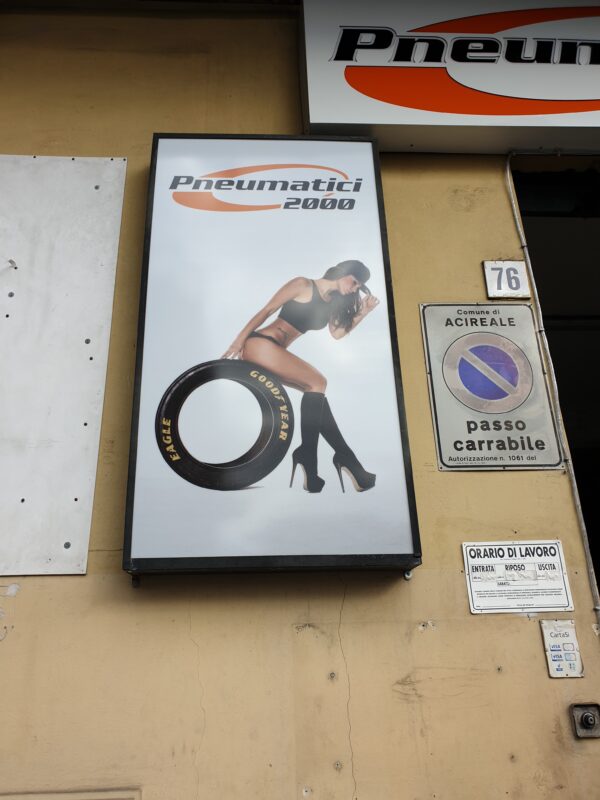 Pneum
Pneumatici
2000
EAGLE
GOODYEAR
76
Comune di
ACIREALE
passo
carrabile
Autorizzazione n. 1061 del
ORARIO DI LAVORO
ENTRATA RIPOSO USCITA
SABATO
CartaSi
VISA
VISA